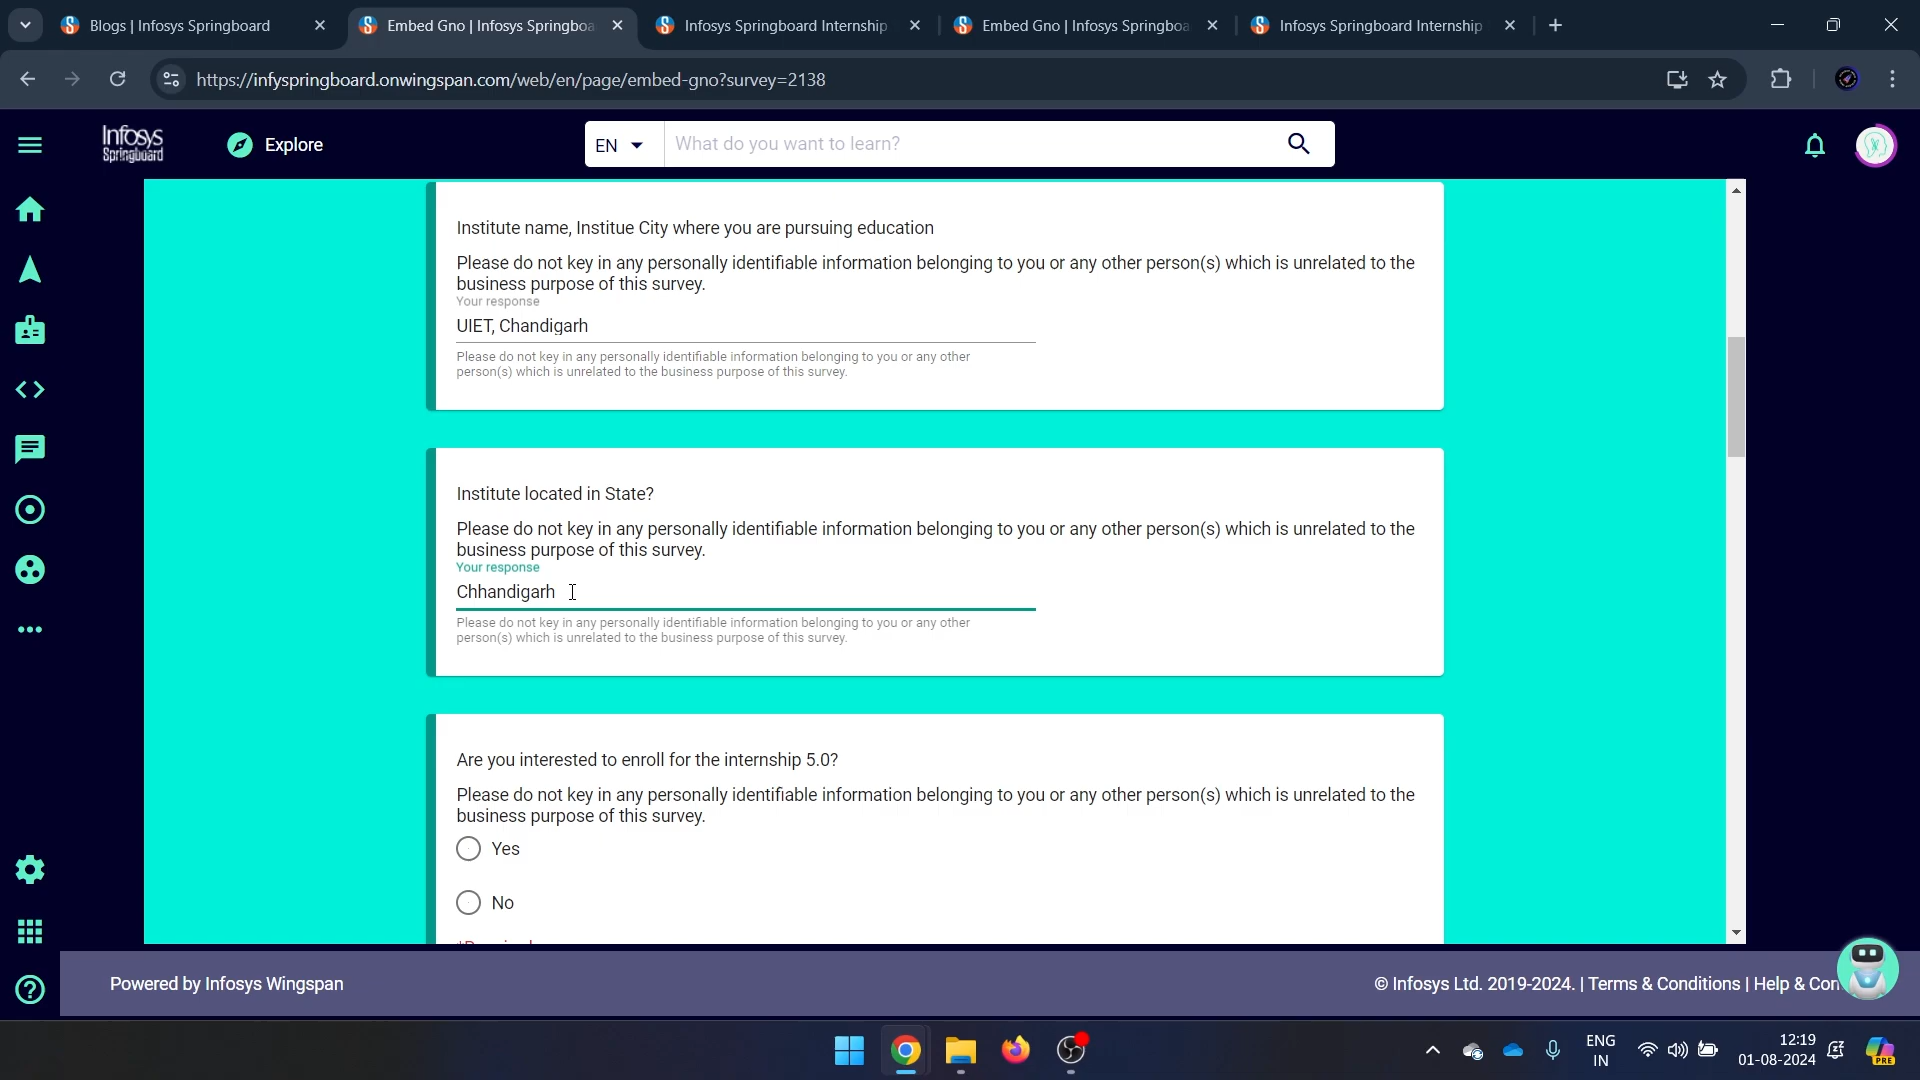 Blogs | Infosys Springboard
Embed Gno | Infosys Springboa
Infosys Springboard Internship
Embed Gno | Infosys Springboa
Infosys Springboard Internship
https://infyspringboard.onwingspan.com/web/en/page/embed-gno?survey=2138
Infosys
Springboard
Explore
EN
What do you want to learn?
Institute name, Institue City where you are pursuing education
Please do not key in any personally identifiable information belonging to you or any other person(s) which is unrelated to the
business purpose of this survey.
Your response
UIET, Chandigarh
Please do not key in any personally identifiable information belonging to you or any other
person(s) which is unrelated to the business purpose of this survey.
Institute located in State?
Please do not key in any personally identifiable information belonging to you or any other person(s) which is unrelated to the
business purpose of this survey.
Your response
Chhandigarh
Please do not key in any personally identifiable information belonging to you or any other
person(s) which is unrelated to the business purpose of this survey.
Are you interested to enroll for the internship 5.0?
Please do not key in any personally identifiable information belonging to you or any other person(s) which is unrelated to the
business purpose of this survey.
Yes
No
Powered by Infosys Wingspan
© Infosys Ltd. 2019-2024. | Terms & Conditions | Help & Con
ENG
IN
12:19
01-08-2024
PRE